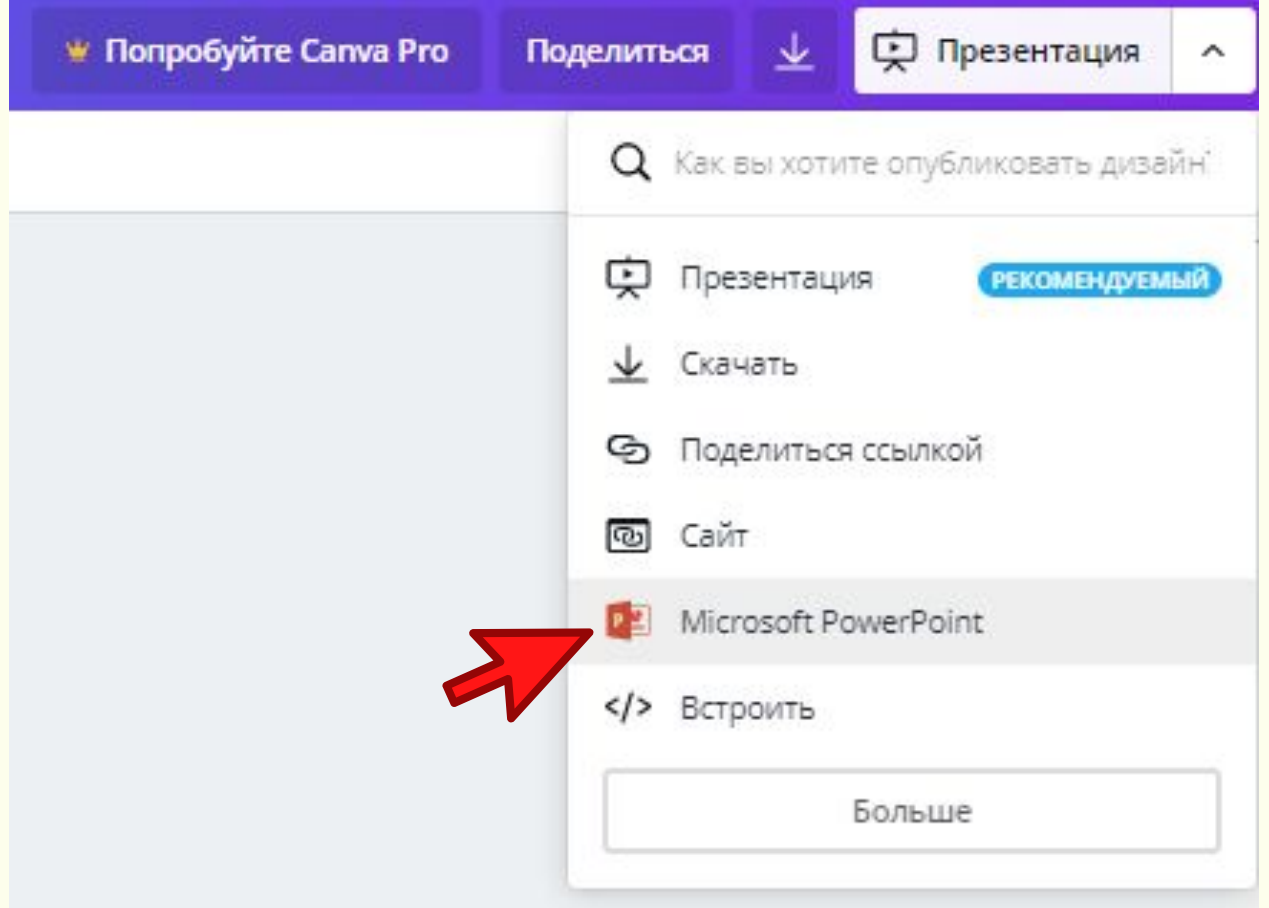 Попробуйте Canva Pro
Поделиться
Презентация
Как вы хотите опубликовать дизайн
Презентация
РЕКОМЕНДУЕМЫЙ
Скачать
Поделиться ссылкой
Сайт
Microsoft PowerPoint
</> Встроить
Больше